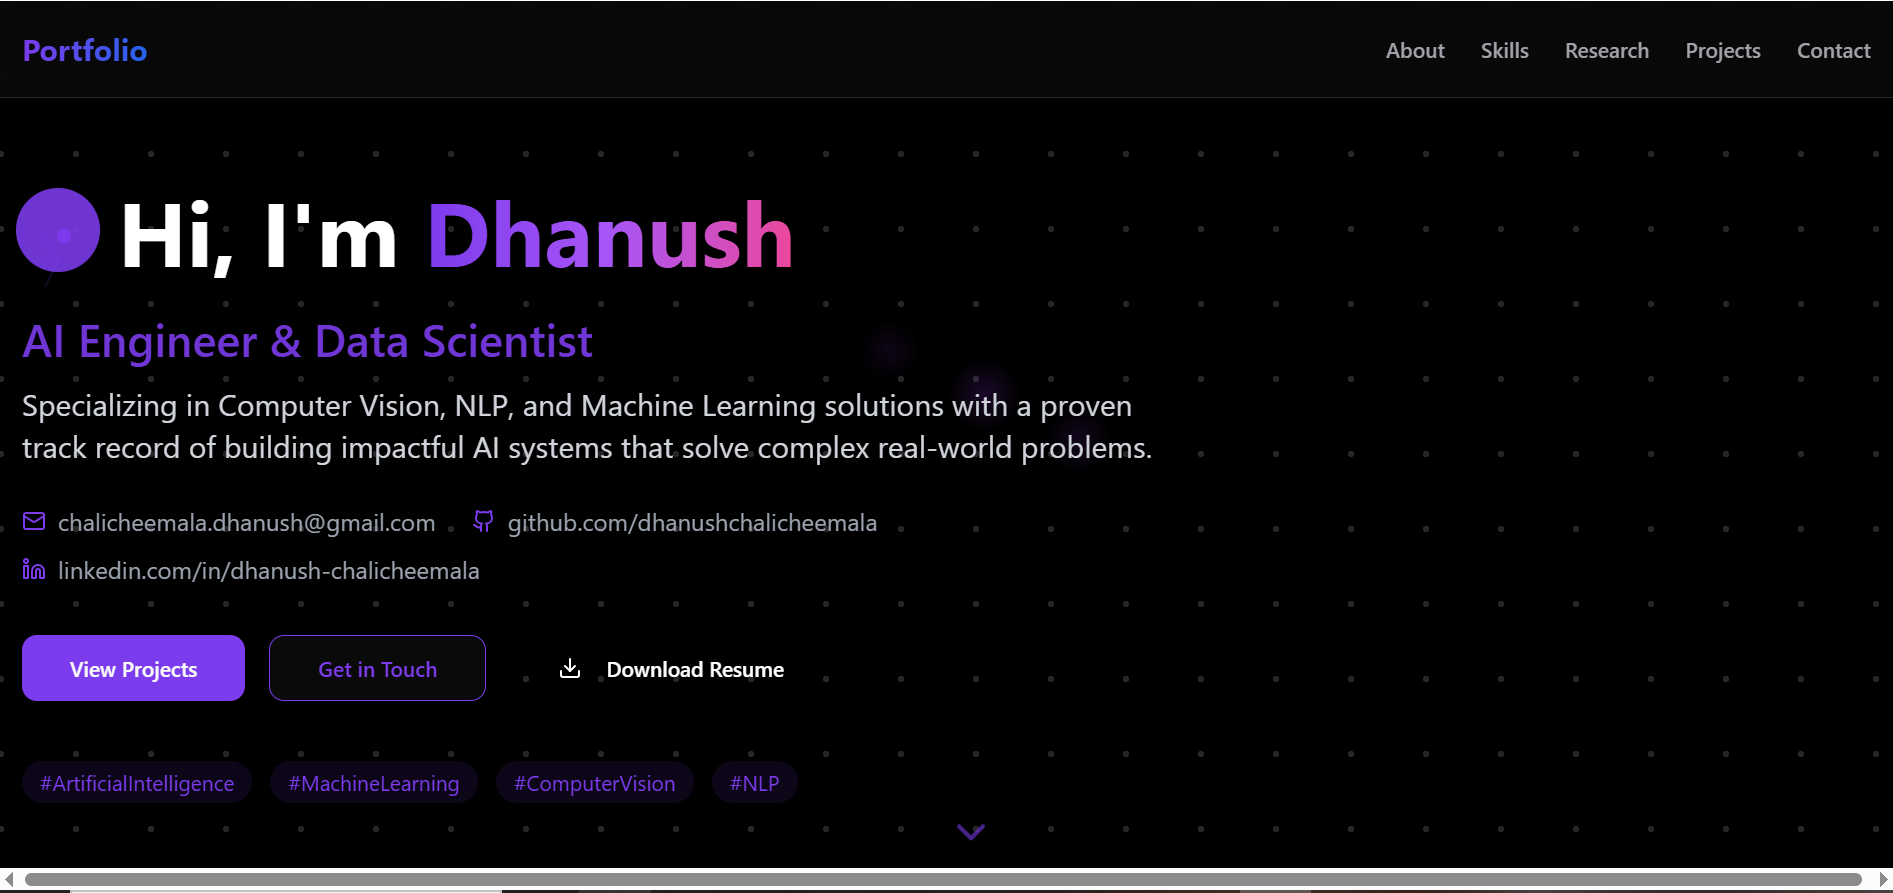 Portfolio
About Skills Research Projects Contact
Hi, I'm Dhanush
AI Engineer & Data Scientist
Specializing in Computer Vision, NLP, and Machine Learning solutions with a proven
track record of building impactful AI systems that solve complex real-world problems.
chalicheemala.dhanush@gmail.com github.com/dhanushchalicheemala
linkedin.com/in/dhanush-chalicheemala
View Projects Get in Touch Download Resume
#ArtificialIntelligence #MachineLearning #ComputerVision #NLP